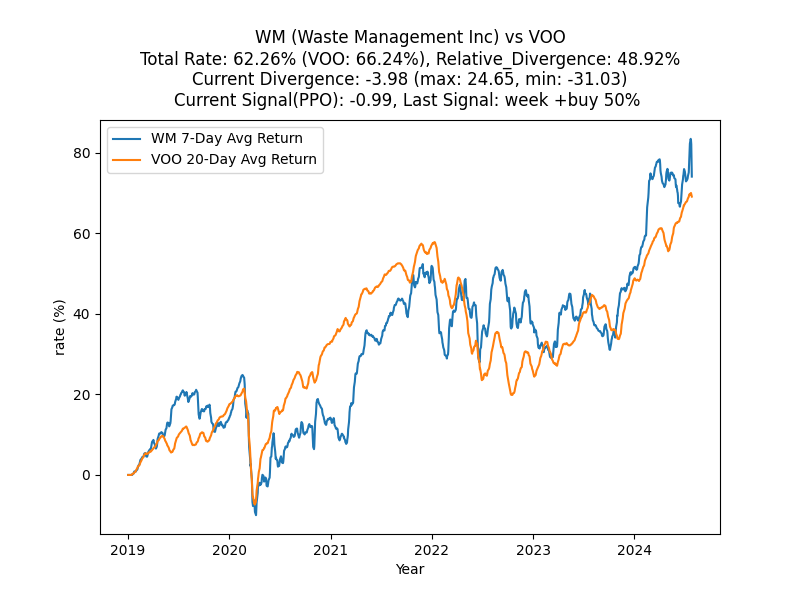 WM (Waste Management Inc) vs VOO
Total Rate: 62.26% (VOO: 66.24%), Relative_Divergence: 48.92%
Current Divergence: -3.98 (max: 24.65, min: -31.03)
Current Signal(PPO): -0.99, Last Signal: week +buy 50%
WM 7-Day Avg Return
VOO 20-Day Avg Return
80
60
40
20
0
rate (%)
2019 2020 2021 2022 2023 2024
Year